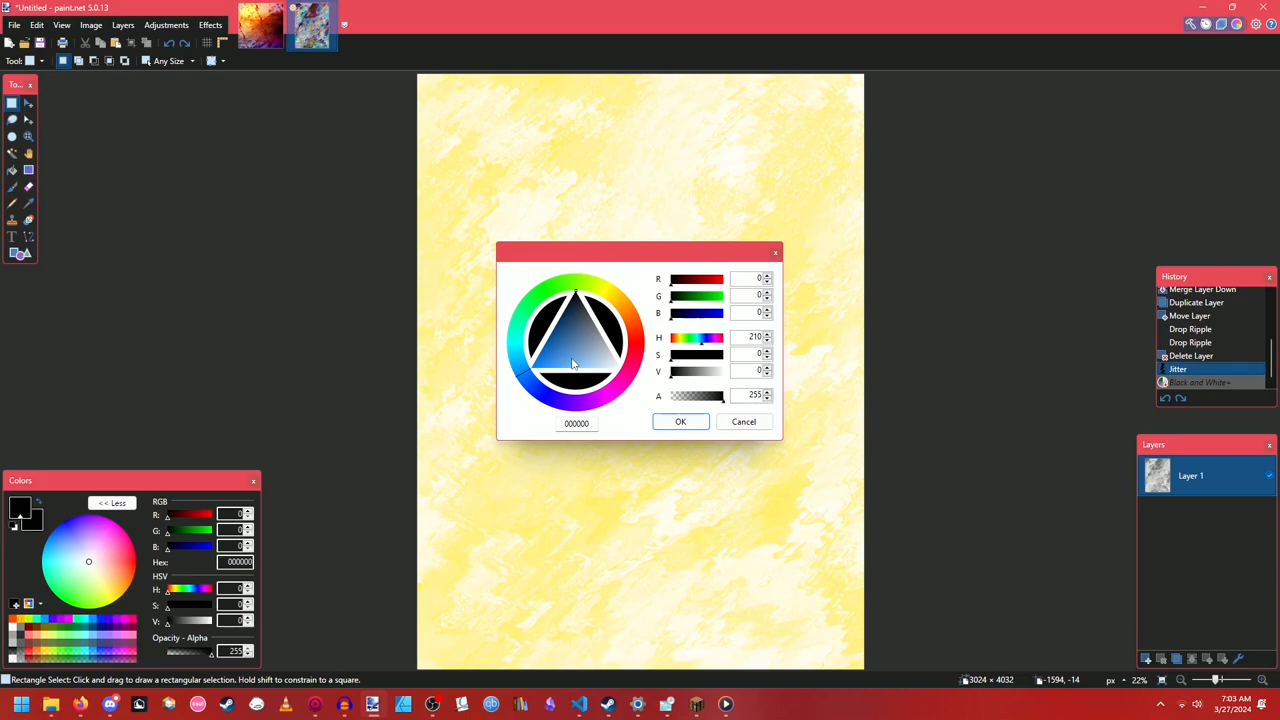 *Untitled - paint.net 5.0.13
File Edit View Image Layers Adjustments Effects
Tool: Any Size
To... x
x
R 0
G 0
B 0
H 210
S 0
V 0
A 255
000000
OK Cancel
History x
Merge Layer Down
Duplicate Layer
Move Layer
Drop Ripple
Drop Ripple
Delete Layer
Jitter
Black and White+
Layers x
Layer 1
Colors x
<< Less
RGB
R: 0
G: 0
B: 0
Hex: 000000
HSV
H: 0
S: 0
V: 0
Opacity - Alpha
255
Rectangle Select: Click and drag to draw a rectangular selection. Hold shift to constrain to a square.
3024 × 4032
-1594, -14
px
22%
7:03 AM
3/27/2024